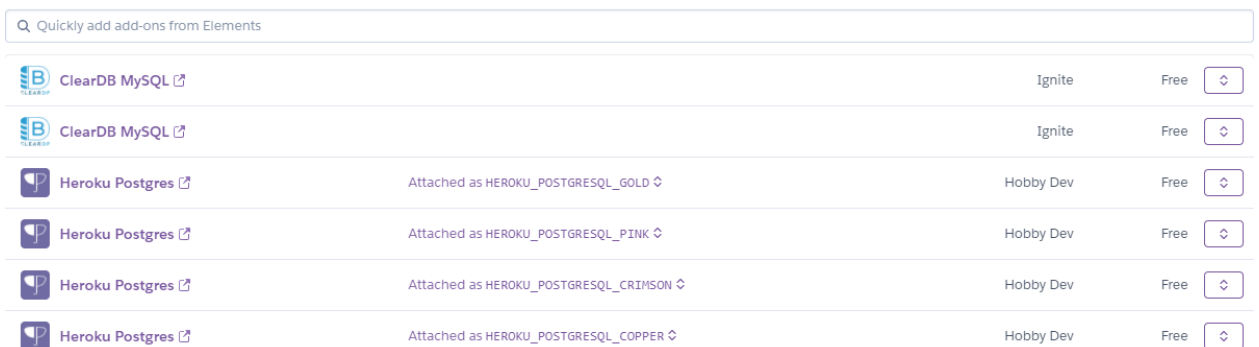 Quickly add add-ons from Elements
ClearDB MySQL Ignite Free
ClearDB MySQL Ignite Free
Heroku Postgres Attached as HEROKU_POSTGRESQL_GOLD Hobby Dev Free
Heroku Postgres Attached as HEROKU_POSTGRESQL_PINK Hobby Dev Free
Heroku Postgres Attached as HEROKU_POSTGRESQL_CRIMSON Hobby Dev Free
Heroku Postgres Attached as HEROKU_POSTGRESQL_COPPER Hobby Dev Free